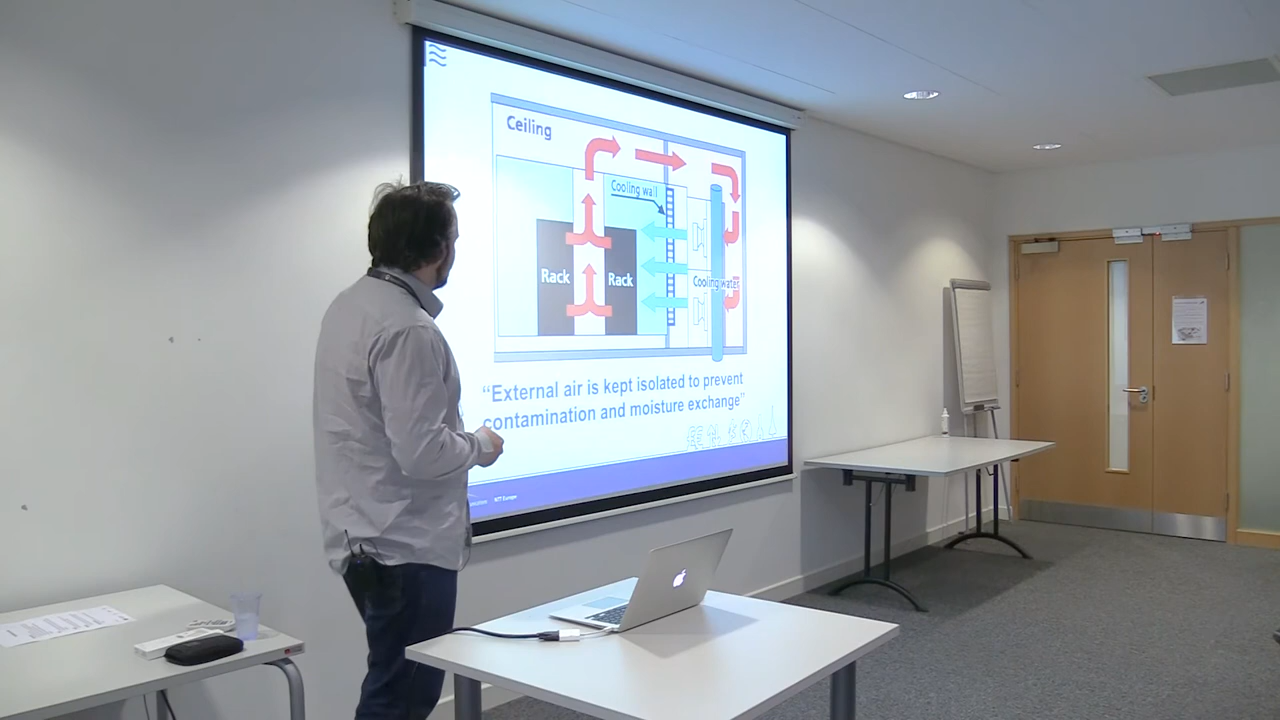 Ceiling
Cooling wall
Rack
Rack
Cooling water
“External air is kept isolated to prevent
contamination and moisture exchange”
NTT Europe